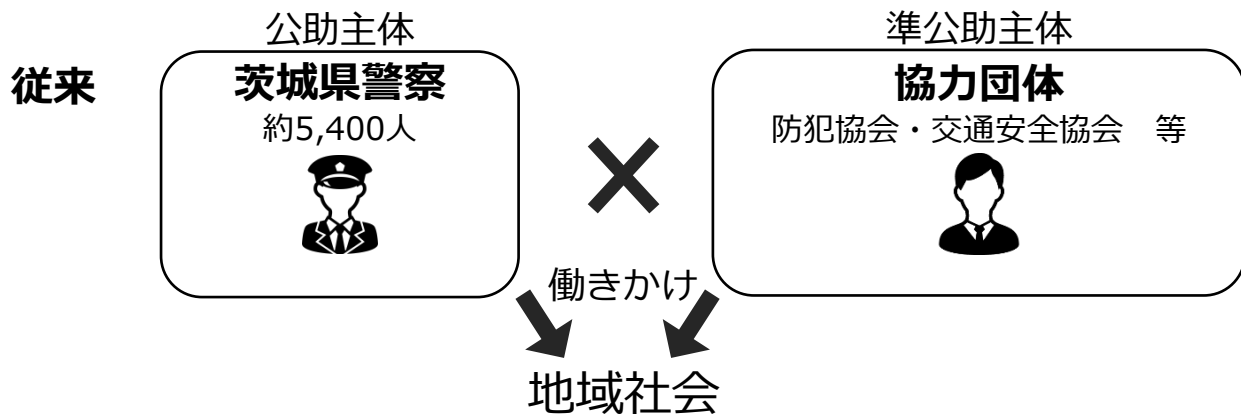 公助主体
準公助主体
従来
茨城県警察
約5,400人
協力団体
防犯協会・交通安全協会　等
働きかけ
地域社会